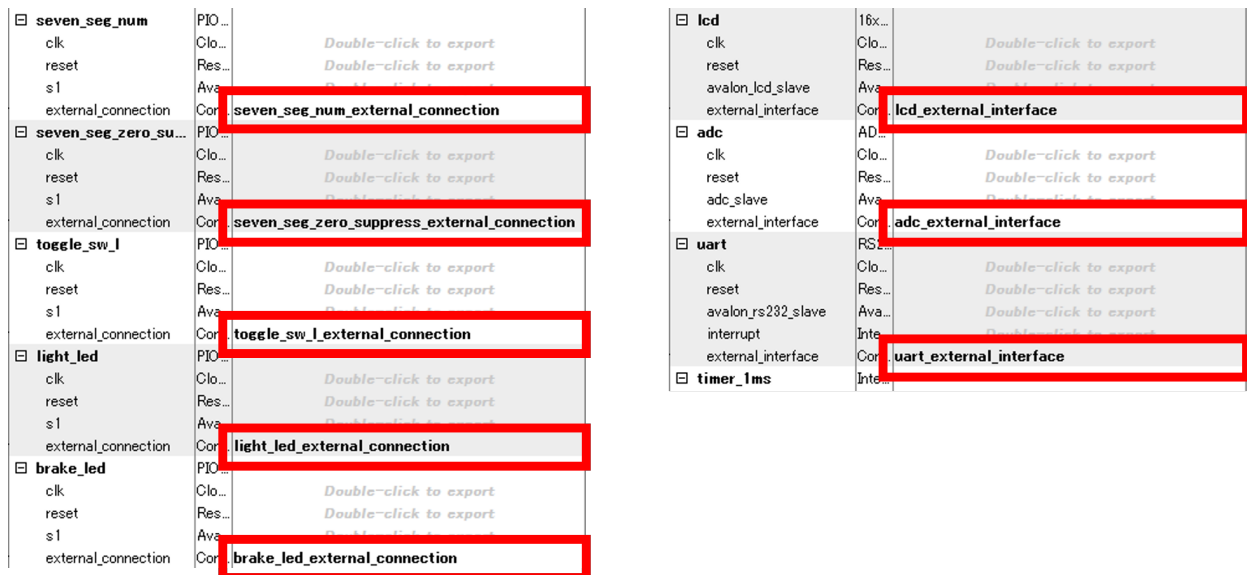 seven_seg_num PIO...
clk Clo... Double-click to export
reset Res... Double-click to export
s1 Ava...
external_connection Con... seven_seg_num_external_connection
seven_seg_zero_su... PIO...
clk Clo... Double-click to export
reset Res... Double-click to export
s1 Ava...
external_connection Con... seven_seg_zero_suppress_external_connection
toggle_sw_l PIO...
clk Clo... Double-click to export
reset Res... Double-click to export
s1 Ava...
external_connection Con... toggle_sw_l_external_connection
light_led PIO...
clk Clo... Double-click to export
reset Res... Double-click to export
s1 Ava...
external_connection Con... light_led_external_connection
brake_led PIO...
clk Clo... Double-click to export
reset Res... Double-click to export
s1 Ava...
external_connection Con... brake_led_external_connection
lcd 16x...
clk Clo... Double-click to export
reset Res... Double-click to export
avalon_lcd_slave Ava...
external_interface Con... lcd_external_interface
adc AD...
clk Clo... Double-click to export
reset Res... Double-click to export
adc_slave Ava...
external_interface Con... adc_external_interface
uart RS2...
clk Clo... Double-click to export
reset Res... Double-click to export
avalon_rs232_slave Ava... Double-click to export
interrupt Inte...
external_interface Con... uart_external_interface
timer_1ms Inte...